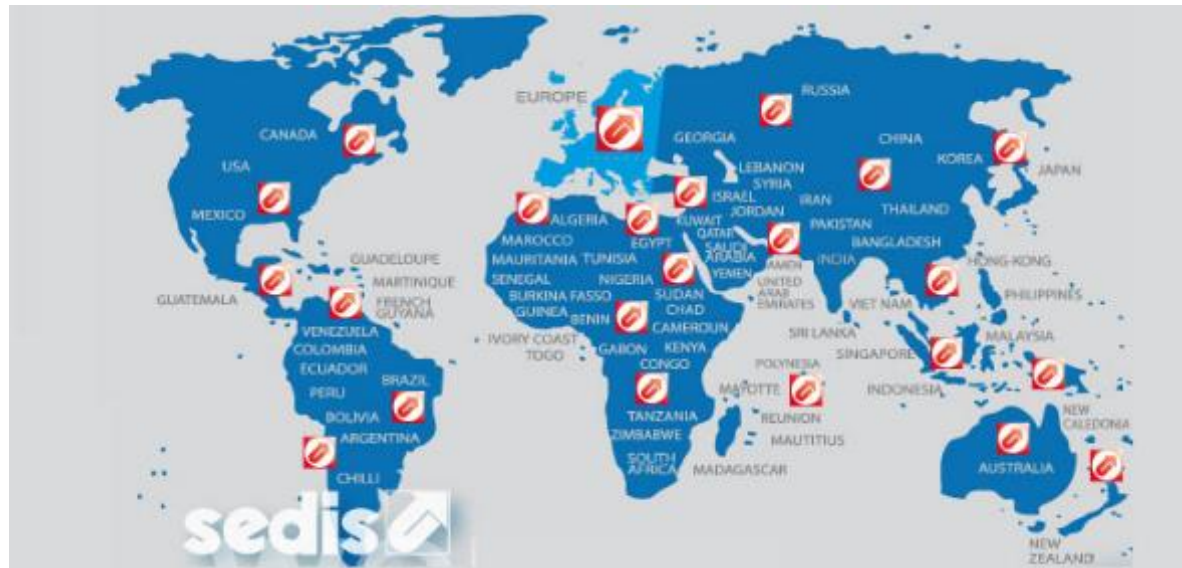 EUROPE
RUSSIA
CANADA
GEORGIA
CHINA
USA
LEBANON
KOREA
JAPAN
SYRIA
MEXICO
ISRAEL
IRAN
ALGERIA
KUWAIT
JORDAN
THAILAND
PAKISTAN
MAROCCO
EGYPT
QATAR
BANGLADESH
SAUDI
ARABIA
GUADELOUPE
MAURITANIA
TUNISIA
INDIA
HONG-KONG
MARTINIQUE
SENEGAL
NIGERIA
YEMEN
GUATEMALA
FRENCH
GUYANA
BURKINA FASSO
SUDAN
UNITED
ARAB
EMIRATES
VIET NAM
PHILIPPINES
GUINEA
BENIN
CHAD
VENEZUELA
CAMEROUN
SRI LANKA
MALAYSIA
IVORY COAST
TOGO
COLOMBIA
GABON
KENYA
SINGAPORE
ECUADOR
CONGO
POLYNESIA
BRAZIL
PERU
MAYOTTE
INDONESIA
BOLIVIA
TANZANIA
REUNION
NEW
CALEDONIA
ARGENTINA
ZIMBABWE
MAUTITIUS
SOUTH
AFRICA
MADAGASCAR
AUSTRALIA
CHILLI
sedis
NEW
ZEALANDI